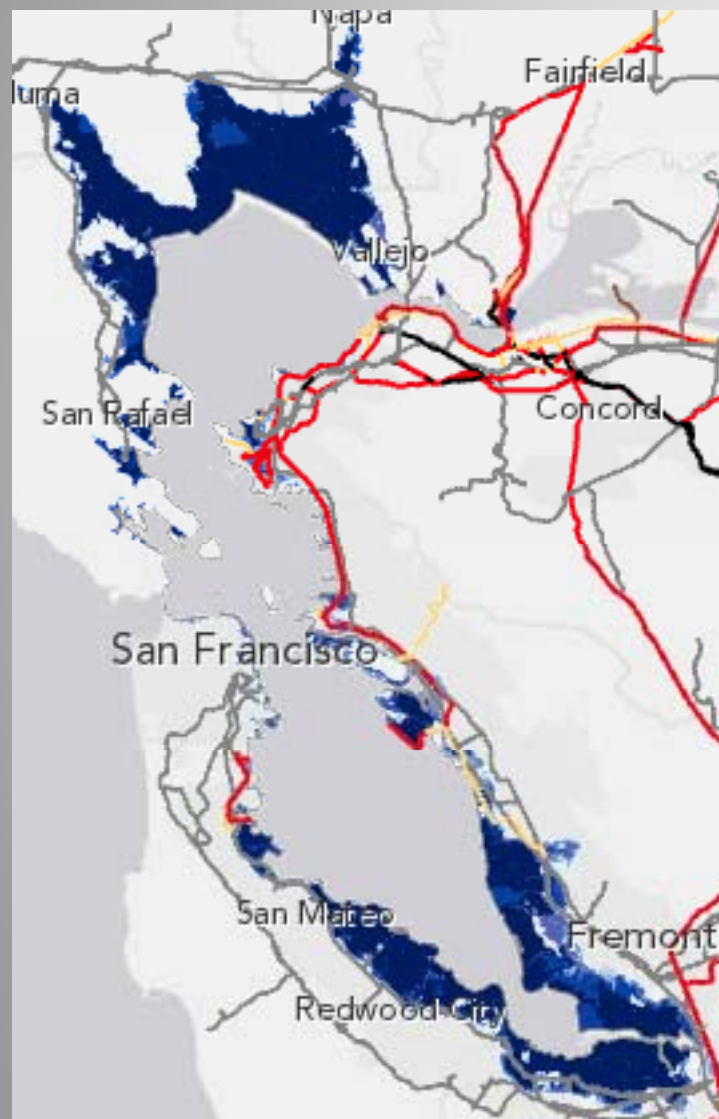 Napa
Fairfield
luma
Vallejo
San Rafael
Concord
San Francisco
San Mateo
Fremont
Redwood City